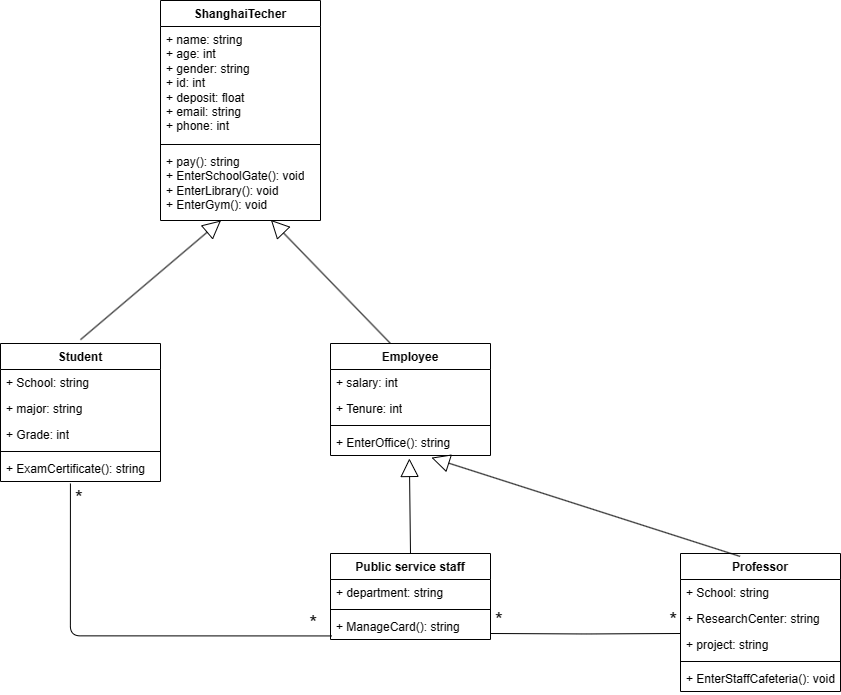 ShanghaiTecher
+ name: string
+ age: int
+ gender: string
+ id: int
+ deposit: float
+ email: string
+ phone: int
+ pay(): string
+ EnterSchoolGate(): void
+ EnterLibrary(): void
+ EnterGym(): void
Student
+ School: string
+ major: string
+ Grade: int
+ ExamCertificate(): string
Employee
+ salary: int
+ Tenure: int
+ EnterOffice(): string
*
*
Public service staff
+ department: string
+ ManageCard(): string
*
*
Professor
+ School: string
+ ResearchCenter: string
+ project: string
+ EnterStaffCafeteria(): void